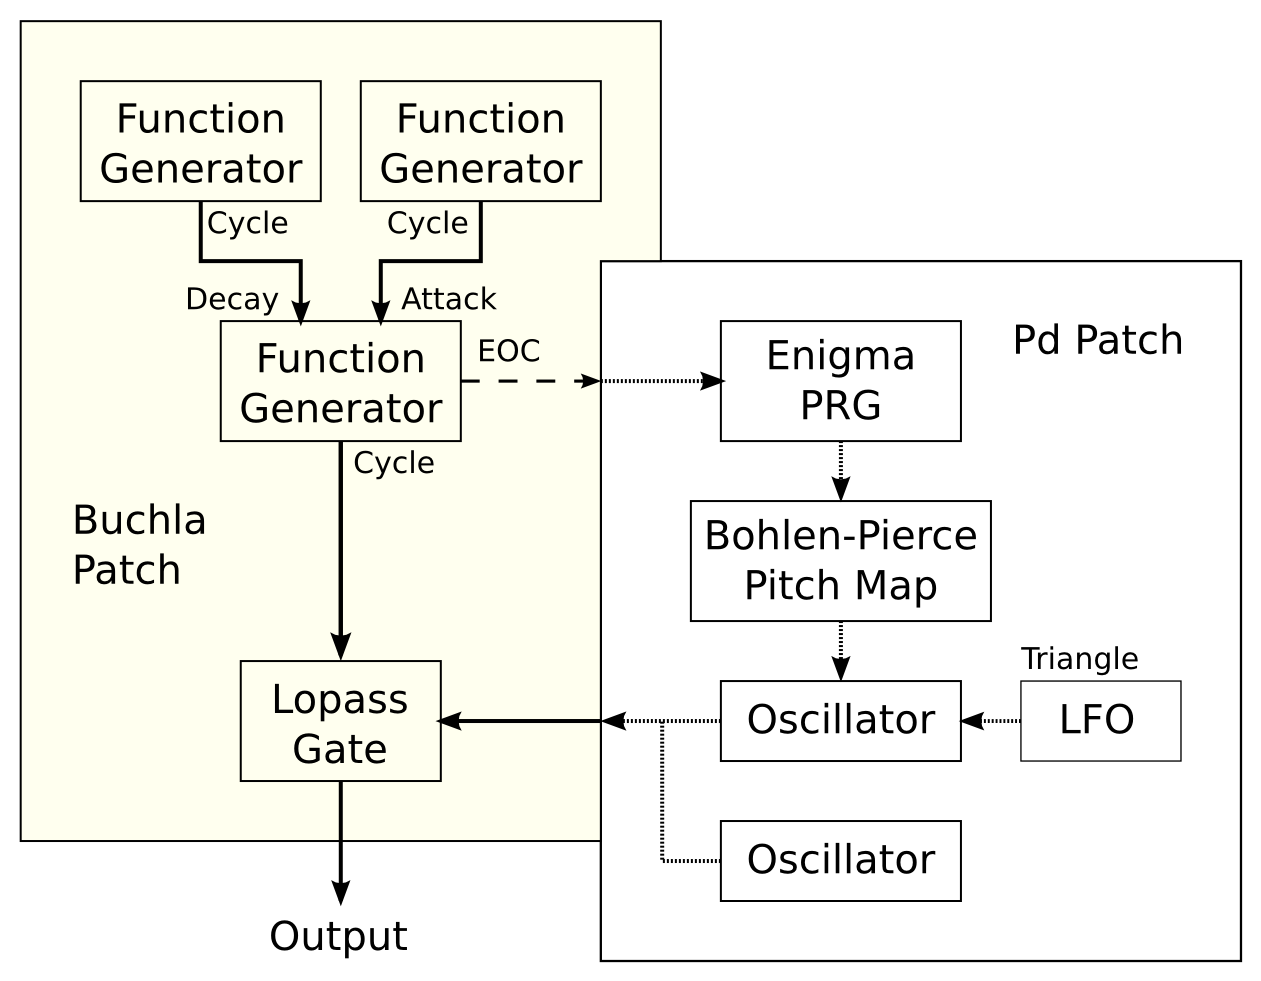 Function
Generator
Function
Generator
Cycle
Cycle
Decay
Attack
Function
Generator
EOC
Cycle
Buchla
Patch
Lopass
Gate
Output
Pd Patch
Enigma
PRG
Bohlen-Pierce
Pitch Map
Triangle
Oscillator
LFO
Oscillator